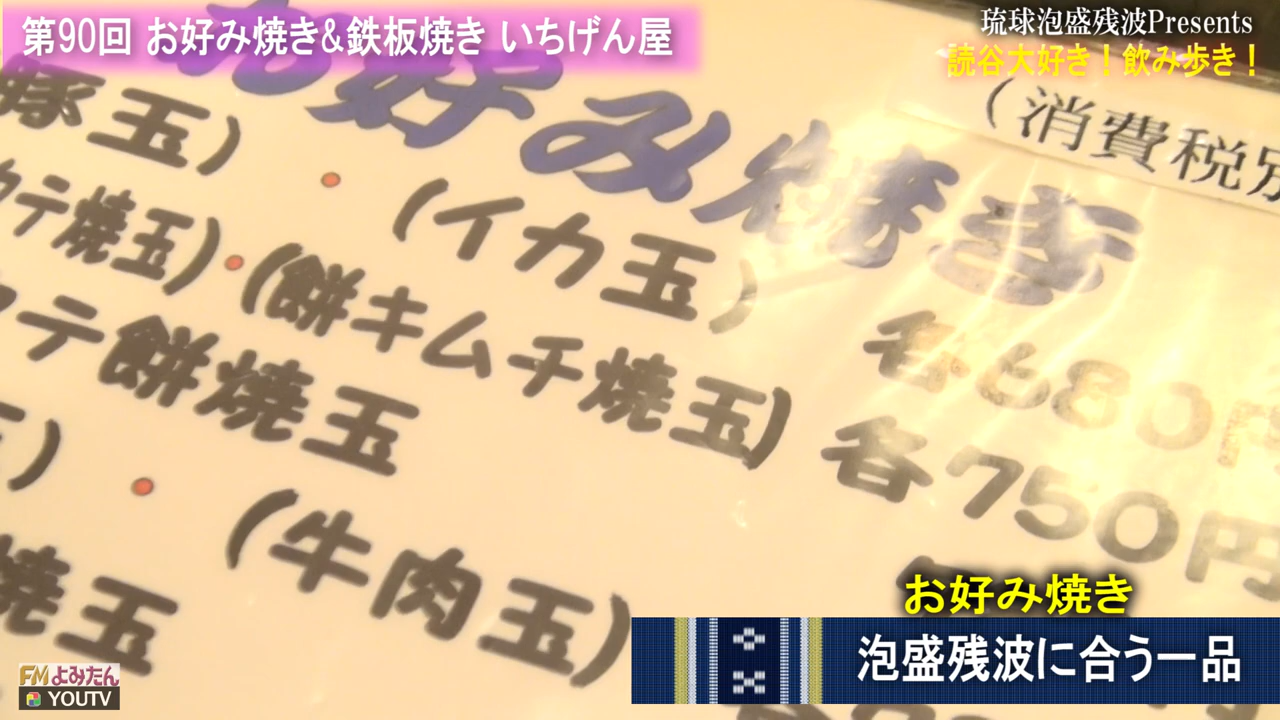 第90回 お好み焼き&鉄板焼き いちげん屋
琉球泡盛残波Presents
読谷大好き！飲み歩き！
お好み焼き
(消費税別
豚玉)・(イカ玉) 各680円
カテ焼玉)・(餅キムチ焼玉) 各750円
テ餅焼玉
玉)・(牛肉玉)
焼玉
お好み焼き
泡盛残波に合う一品
FMよみたん
YOUTV